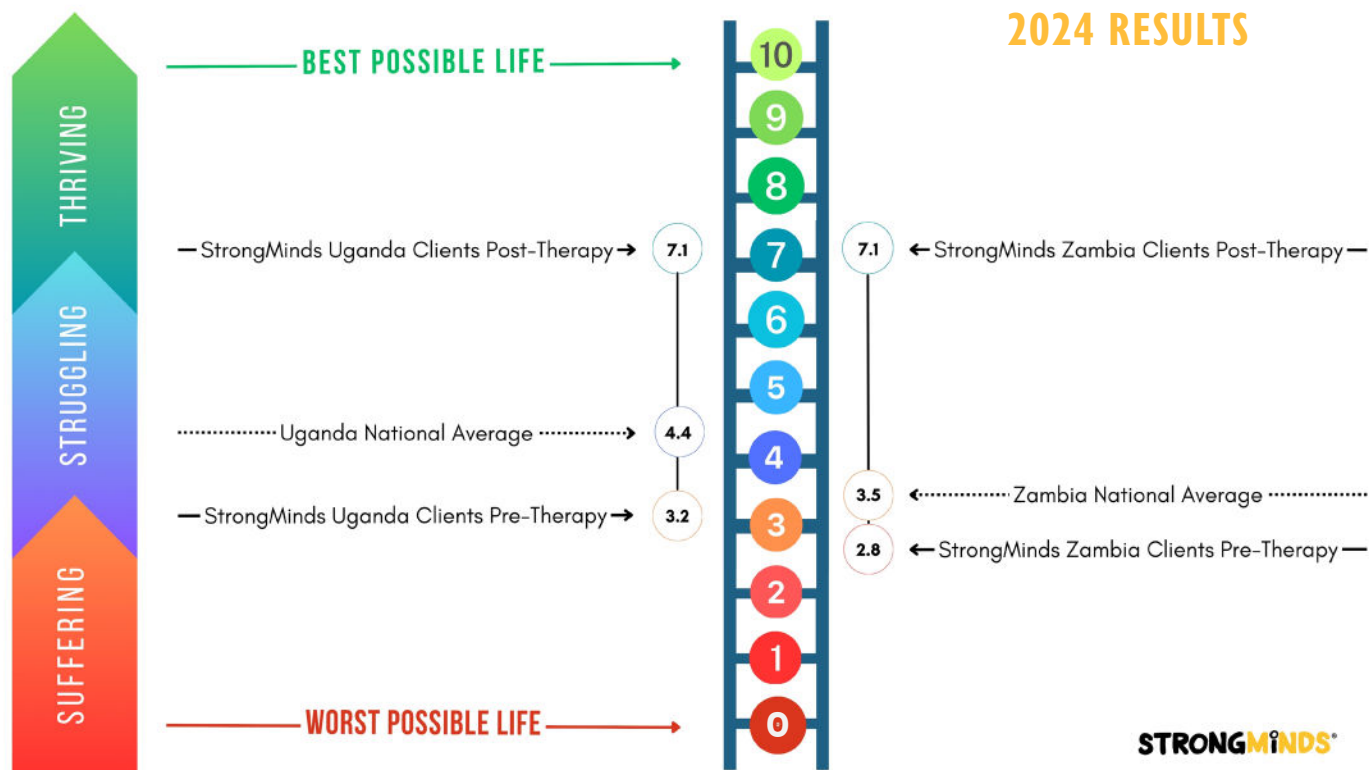 2024 RESULTS
BEST POSSIBLE LIFE
10
9
8
7
6
5
4
3
2
1
0
THRIVING
STRUGGLING
SUFFERING
StrongMinds Uganda Clients Post-Therapy
7.1
7.1
StrongMinds Zambia Clients Post-Therapy
Uganda National Average
4.4
3.5
Zambia National Average
StrongMinds Uganda Clients Pre-Therapy
3.2
2.8
StrongMinds Zambia Clients Pre-Therapy
WORST POSSIBLE LIFE
STRONGMiNDS®